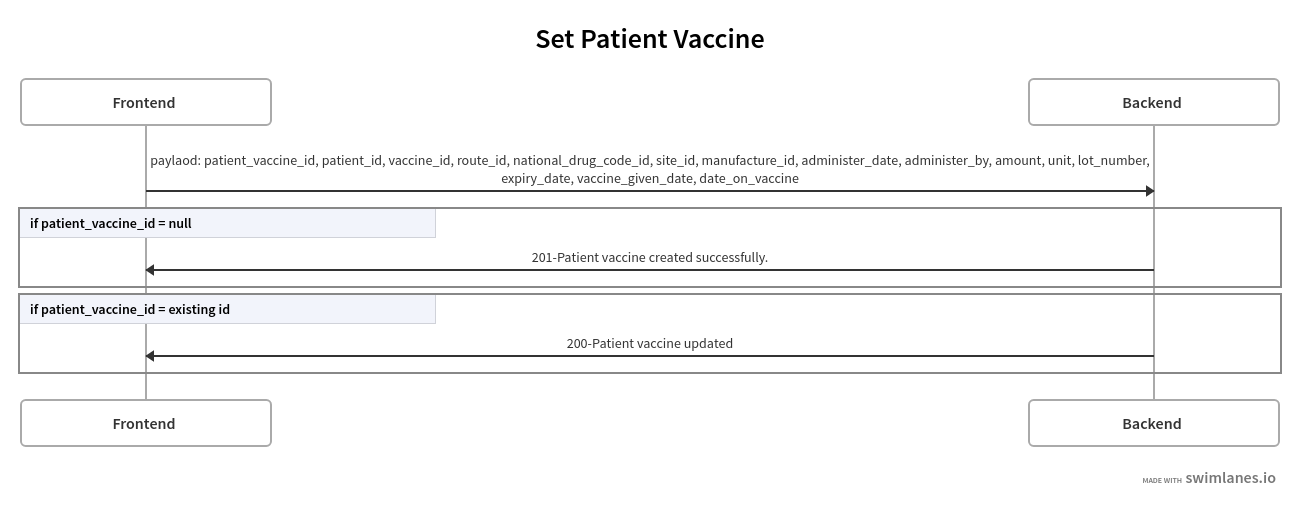 Set Patient Vaccine
Frontend
Backend
paylaod: patient_vaccine_id, patient_id, vaccine_id, route_id, national_drug_code_id, site_id, manufacture_id, administer_date, administer_by, amount, unit, lot_number,
expiry_date, vaccine_given_date, date_on_vaccine
if patient_vaccine_id = null
201-Patient vaccine created successfully.
if patient_vaccine_id = existing id
200-Patient vaccine updated
Frontend
Backend
MADE WITH swimlanes.io